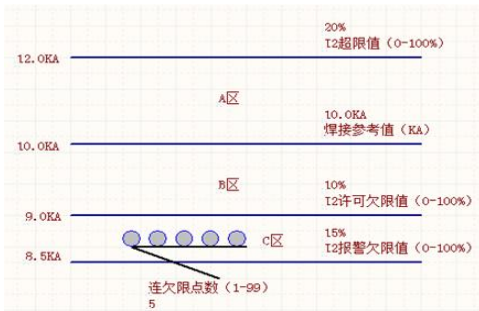 20%
I2超限值（0-100%）
12.0KA
A区
10.0KA
焊接参考值（KA）
10.0KA
B区
10%
I2许可欠限值（0-100%）
9.0KA
C区
15%
I2报警欠限值（0-100%）
8.5KA
连欠限点数（1-99）
5